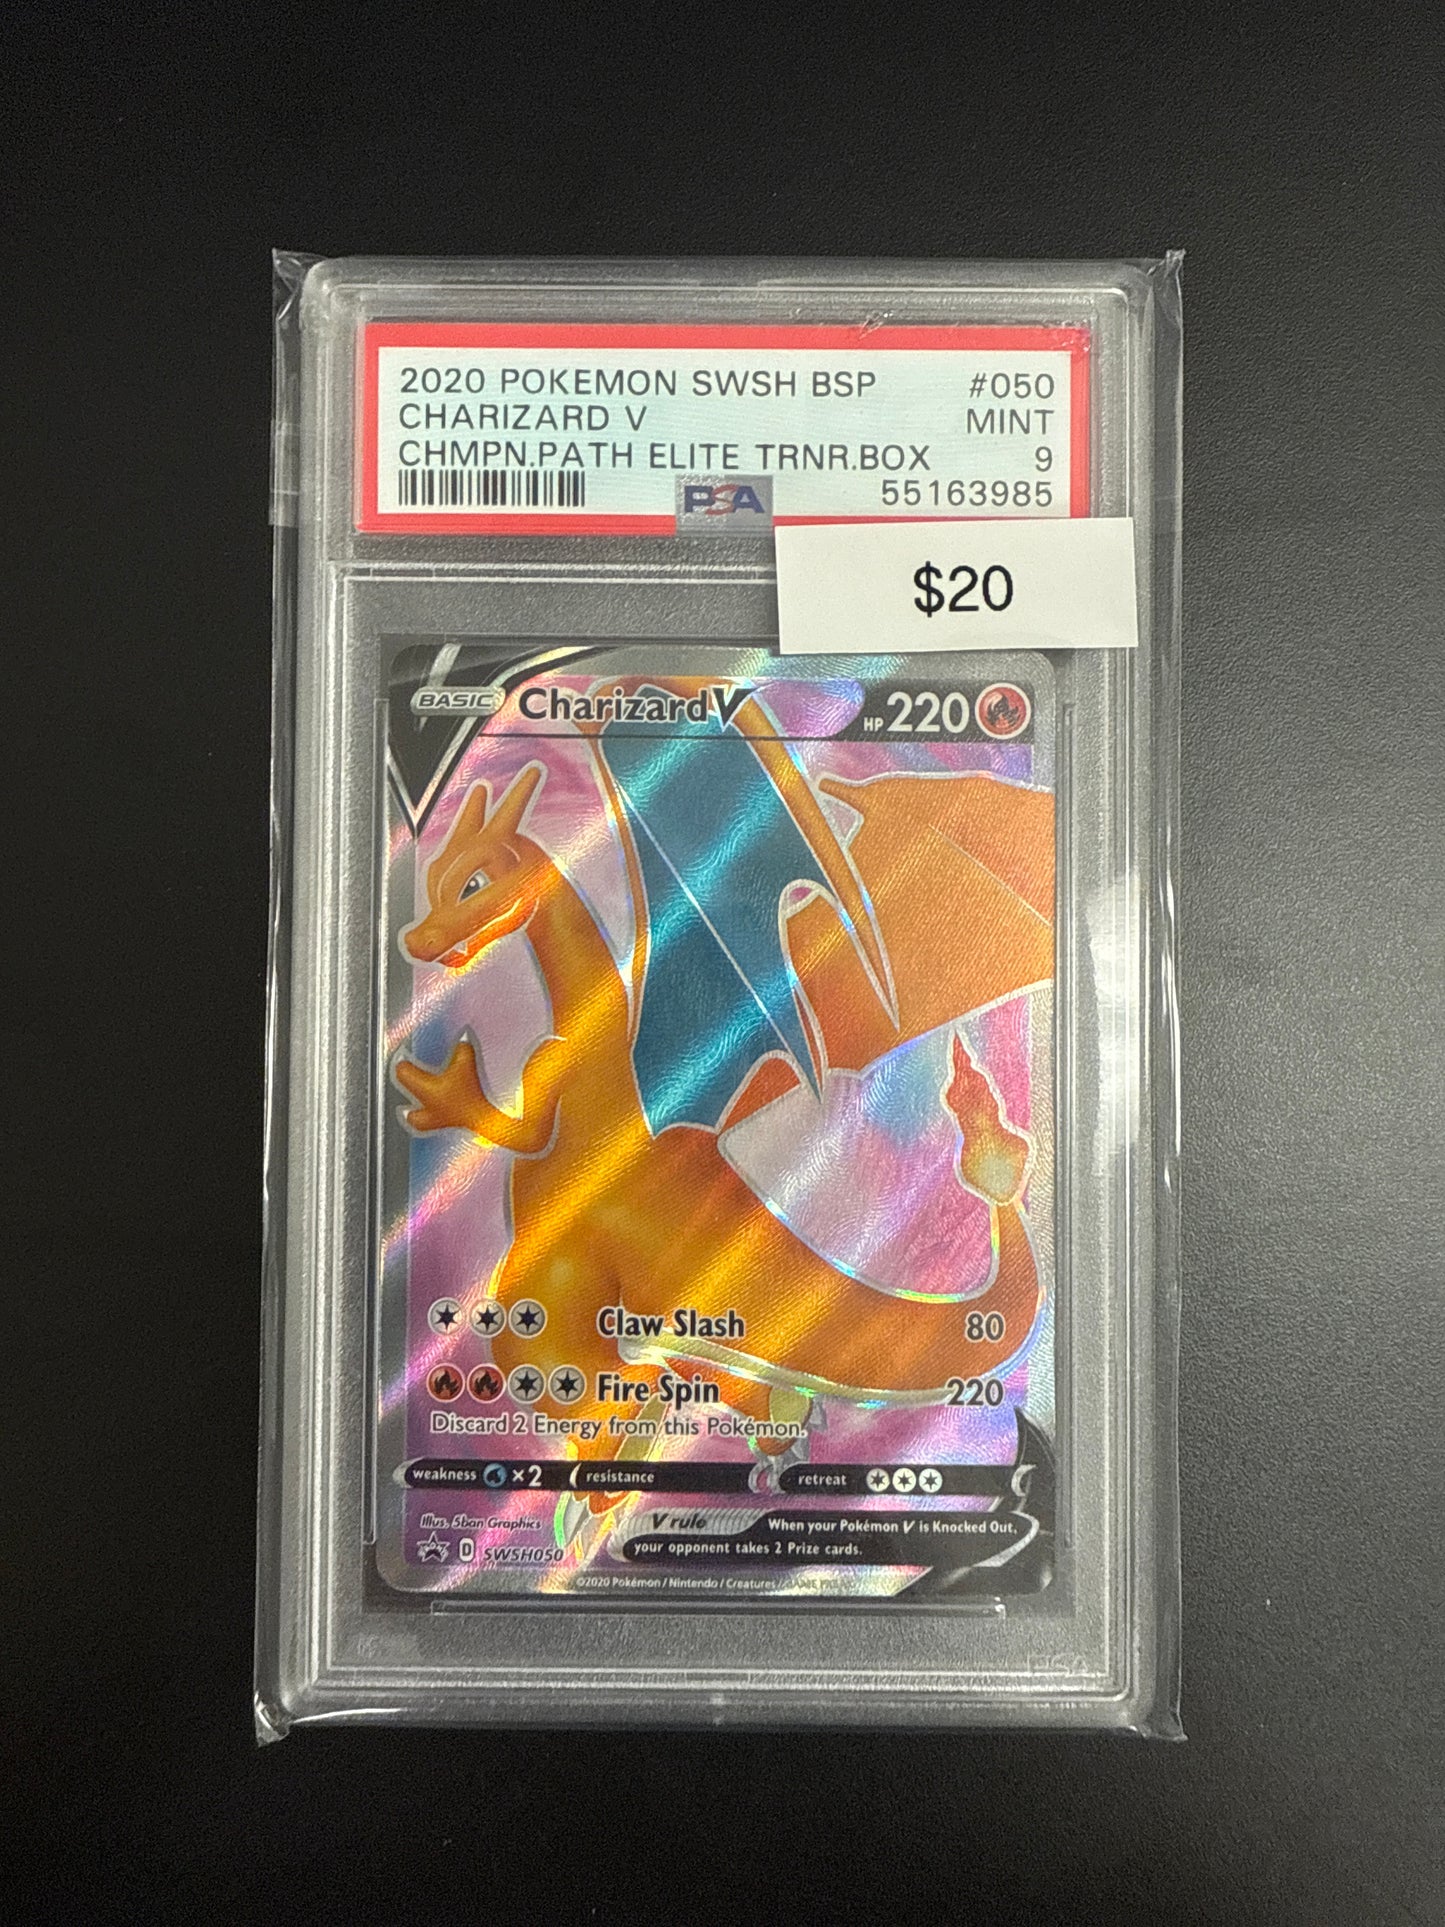 2020 POKEMON SWSH BSP #050
CHARIZARD V MINT
CHMPN.PATH ELITE TRNR.BOX 9
PSA 55163985
$20
BASIC Charizard V HP 220
Claw Slash 80
Fire Spin 220
Discard 2 Energy from this Pokémon.
weakness ×2 resistance retreat
Illus. 5ban Graphics
V rule When your Pokémon V is Knocked Out,
your opponent takes 2 Prize cards.
D SWSH050
©2020 Pokémon / Nintendo / Creatures